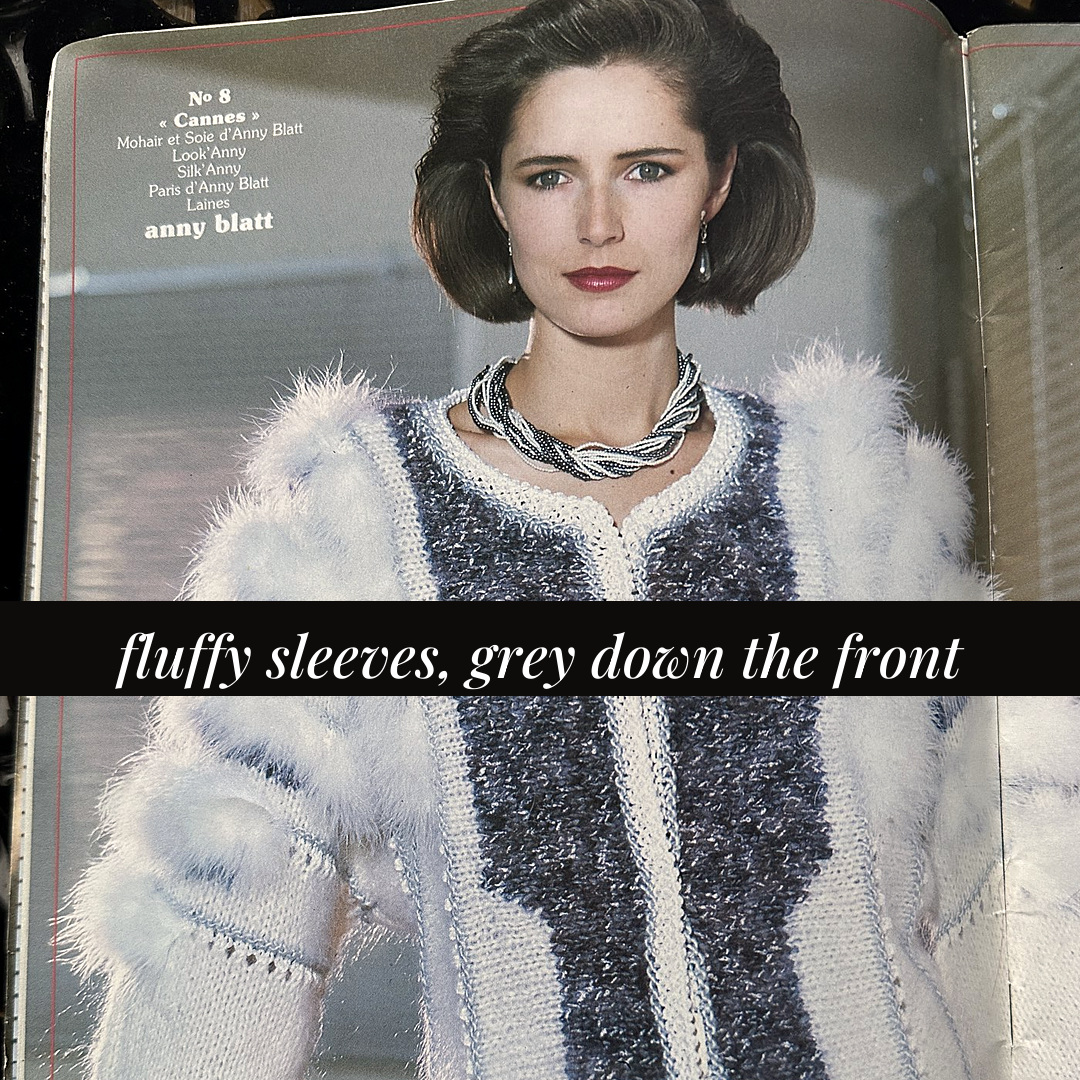 No 8
« Cannes »
Mohair et Soie d'Anny Blatt
Look'Anny
Silk'Anny
Paris d'Anny Blatt
Laines
anny blatt
fluffy sleeves, grey down the front